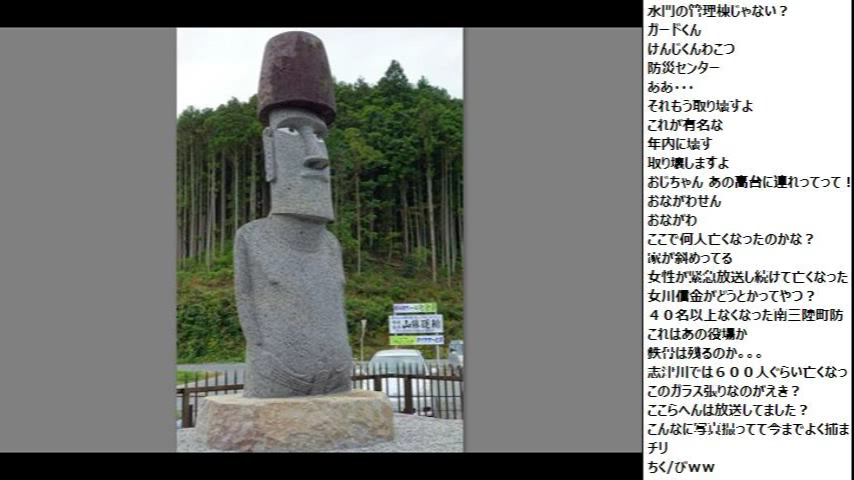 水門の管理棟じゃない？
ガードくん
けんじくんわこつ
防災センター
ああ・・・
それもう取り壊すよ
これが有名な
年内に壊す
取り壊しますよ
おじちゃん あの高台に連れってって！
おながわせん
おながわ
ここで何人亡くなったのかな？
家が斜めってる
女性が緊急放送し続けて亡くなった
女川信金がどうとかってやつ？
４０名以上なくなった南三陸町防
これはあの役場か
鉄骨は残るのか。。。
志津川では６００人ぐらい亡くなっ
このガラス張りなのがえき？
ここらへんは放送してました？
こんなに写真撮ってて今までよく捕ま
チリ
ちく/びｗｗ